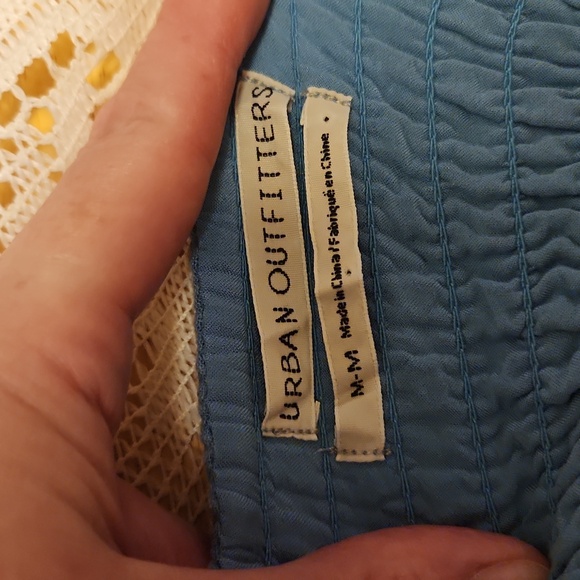 URBAN OUTFITTERS
M-M Made in China / Fabriqué en Chine